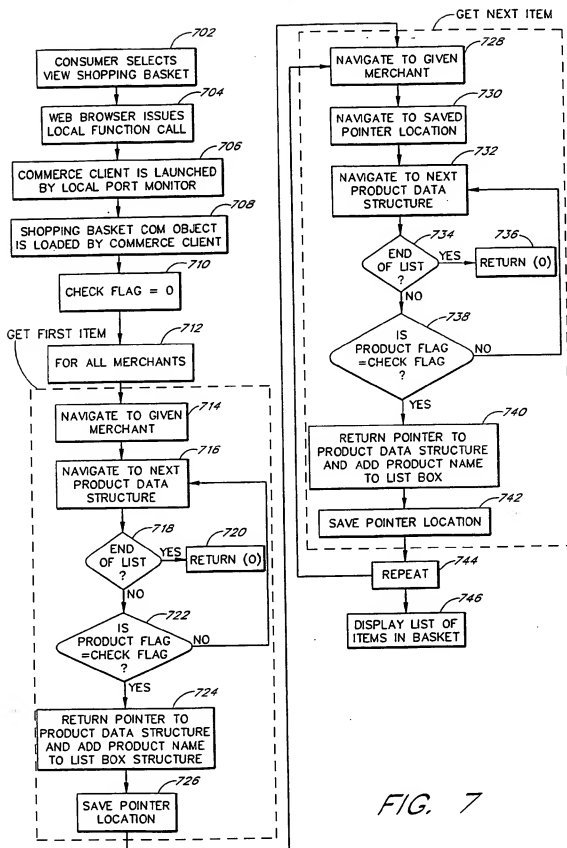 702
CONSUMER SELECTS
VIEW SHOPPING BASKET
704
WEB BROWSER ISSUES
LOCAL FUNCTION CALL
706
COMMERCE CLIENT IS LAUNCHED
BY LOCAL PORT MONITOR
708
SHOPPING BASKET COM OBJECT
IS LOADED BY COMMERCE CLIENT
710
CHECK FLAG = 0
GET FIRST ITEM
712
FOR ALL MERCHANTS
714
NAVIGATE TO GIVEN
MERCHANT
716
NAVIGATE TO NEXT
PRODUCT DATA
STRUCTURE
718
END
OF LIST
?
YES
720
RETURN (0)
NO
722
IS
PRODUCT FLAG
=CHECK FLAG
?
NO
YES
724
RETURN POINTER TO
PRODUCT DATA STRUCTURE
AND ADD PRODUCT NAME
TO LIST BOX STRUCTURE
726
SAVE POINTER
LOCATION
GET NEXT ITEM
728
NAVIGATE TO GIVEN
MERCHANT
730
NAVIGATE TO SAVED
POINTER LOCATION
732
NAVIGATE TO NEXT
PRODUCT DATA
STRUCTURE
734
END
OF LIST
?
YES
736
RETURN (0)
NO
738
IS
PRODUCT FLAG
=CHECK FLAG
?
NO
YES
740
RETURN POINTER TO
PRODUCT DATA STRUCTURE
AND ADD PRODUCT NAME
TO LIST BOX
742
SAVE POINTER LOCATION
744
REPEAT
746
DISPLAY LIST OF
ITEMS IN BASKET
FIG. 7